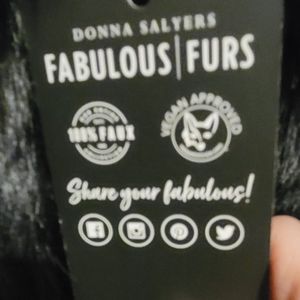 DONNA SALYERS
FABULOUS|FURS
100% FAUX
VEGAN APPROVED
Share your fabulous!